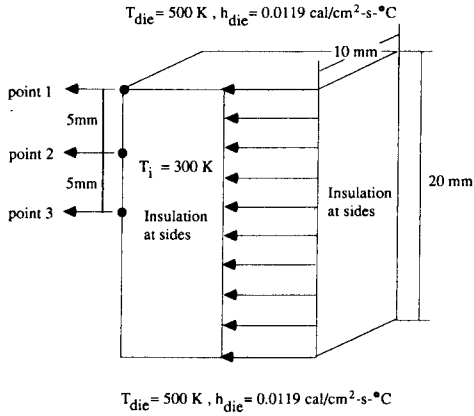 T_die = 500 K , h_die = 0.0119 cal/cm²-s-°C
10 mm
point 1
5mm
point 2
T_i = 300 K
5mm
20 mm
Insulation
at sides
point 3
Insulation
at sides
T_die = 500 K , h_die = 0.0119 cal/cm²-s-°C